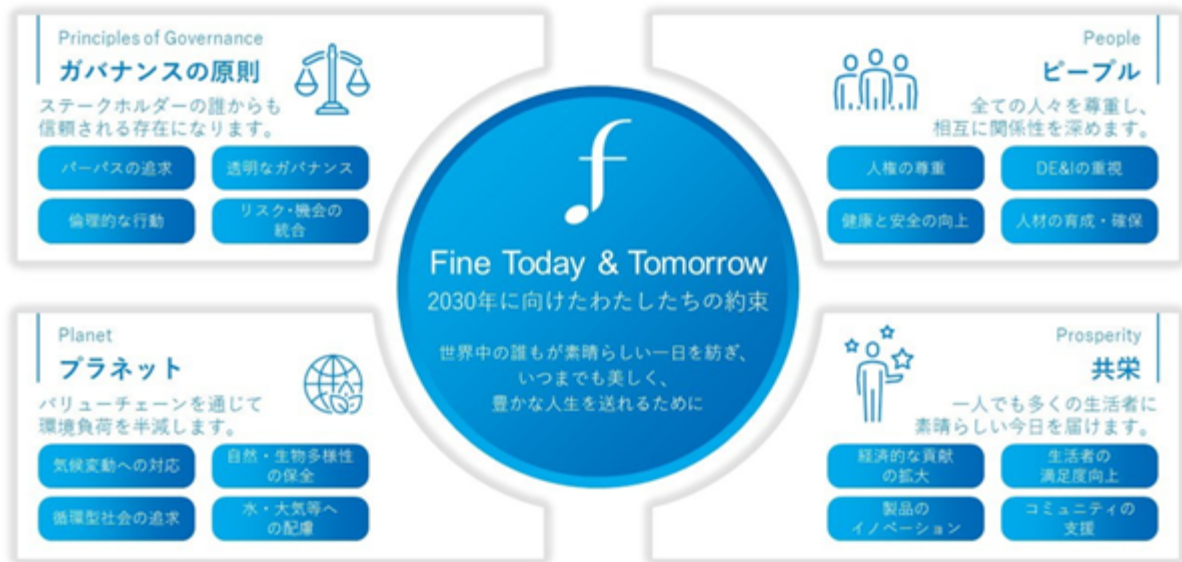 Principles of Governance
ガバナンスの原則
ステークホルダーの誰からも
信頼される存在になります。
パーパスの追求
透明なガバナンス
倫理的な行動
リスク・機会の
統合
People
ピープル
全ての人々を尊重し、
相互に関係性を深めます。
人権の尊重
DE&Iの重視
健康と安全の向上
人材の育成・確保
f
Fine Today & Tomorrow
2030年に向けたわたしたちの約束
世界中の誰もが素晴らしい一日を紡ぎ、
いつまでも美しく、
豊かな人生を送れるために
Planet
プラネット
バリューチェーンを通じて
環境負荷を半減します。
気候変動への対応
自然・生物多様性
の保全
循環型社会の追求
水・大気等へ
の配慮
Prosperity
共栄
一人でも多くの生活者に
素晴らしい今日を届けます。
経済的な貢献
の拡大
生活者の
満足度向上
製品の
イノベーション
コミュニティの
支援